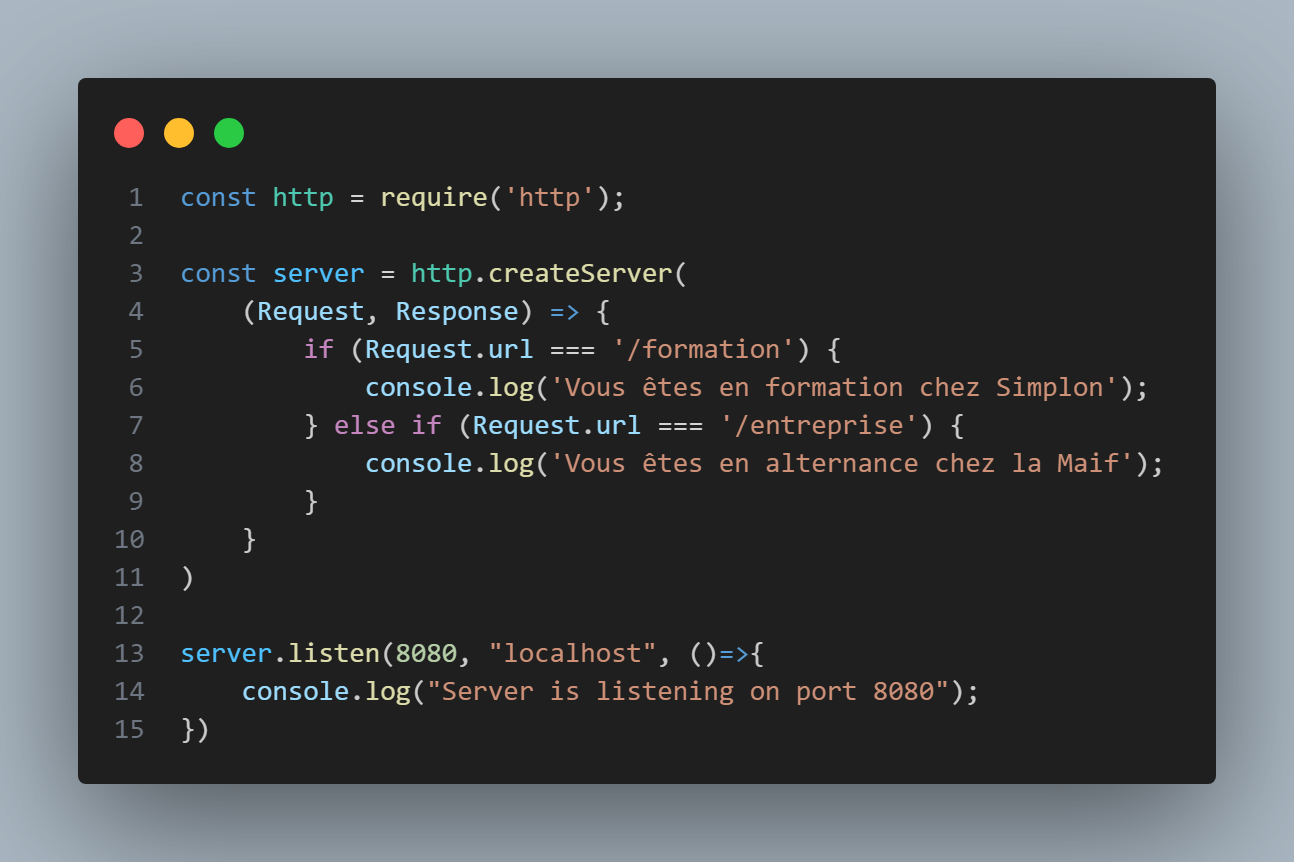 1 const http = require('http');
2
3 const server = http.createServer(
4     (Request, Response) => {
5         if (Request.url === '/formation') {
6             console.log('Vous êtes en formation chez Simplon');
7         } else if (Request.url === '/entreprise') {
8             console.log('Vous êtes en alternance chez la Maif');
9         }
10     }
11 )
12
13 server.listen(8080, "localhost", ()=>{
14     console.log("Server is listening on port 8080");
15 })